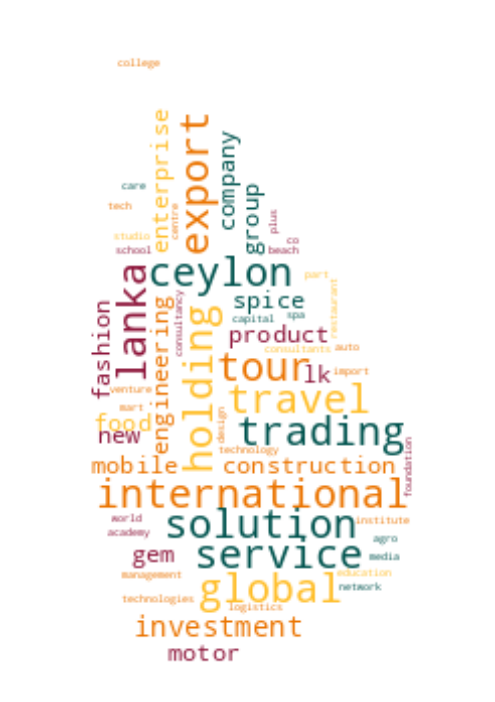 college
enterprise
export
company
care
group
tech
centre
plus
studio
co
school
beach
lanka
ceylon
part
consultancy
restaurant
spice
fashion
engineering
holding
capital
spa
product
consultants
auto
tour
lk
import
venture
travel
mart
food
design
new
trading
technology
foundation
mobile
construction
international
world
solution
institute
academy
agro
gem
service
media
management
global
education
network
technologies
logistics
investment
motor